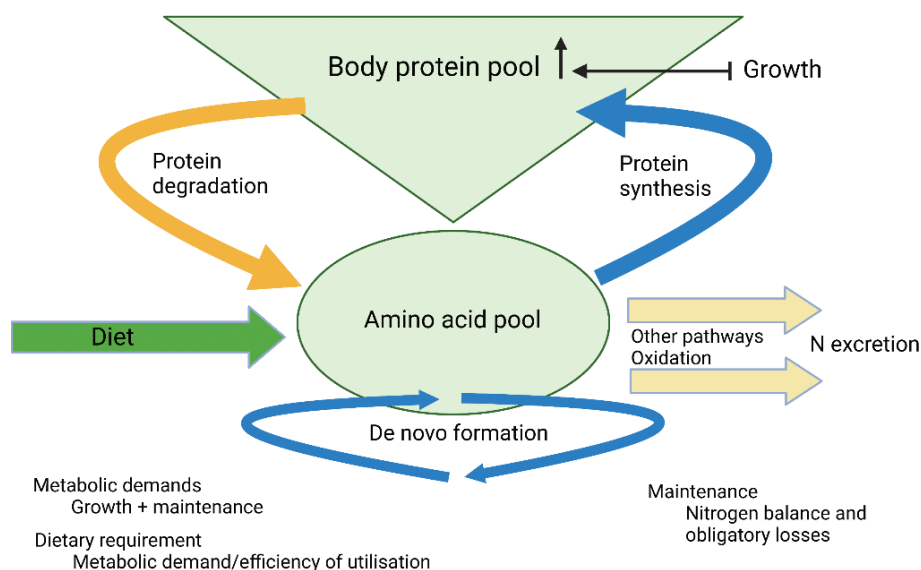 Body protein pool
Growth
Protein
degradation
Protein
synthesis
Amino acid pool
Diet
Other pathways
Oxidation
N excretion
De novo formation
Metabolic demands
Growth + maintenance
Dietary requirement
Metabolic demand/efficiency of utilisation
Maintenance
Nitrogen balance and
obligatory losses